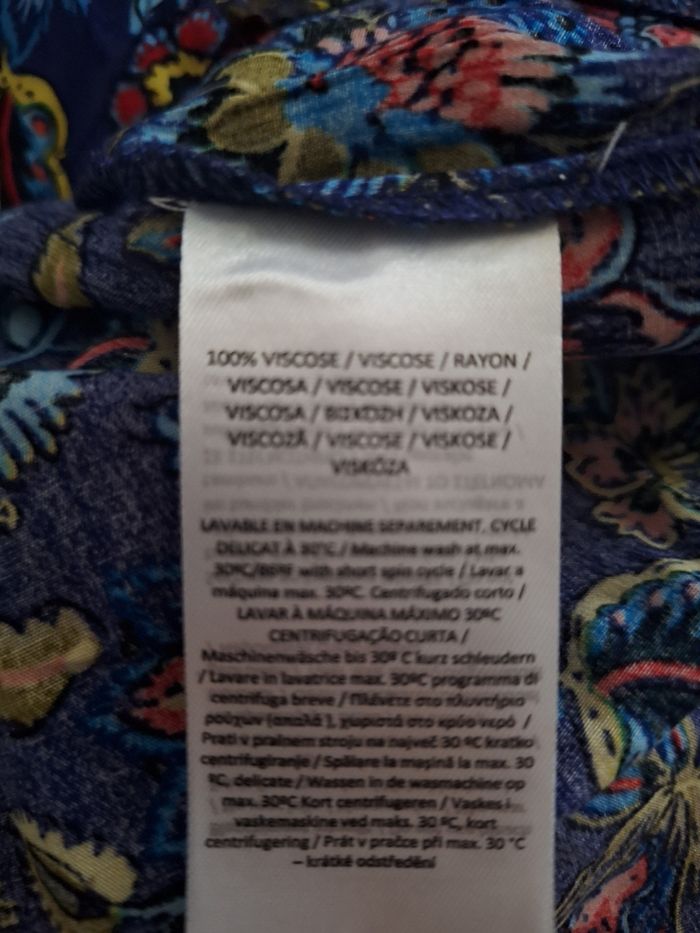 100% VISCOSE / VISCOSE / RAYON /
VISCOSA / VISCOSE / VISKOSE /
VISCOSA / ΒΙΣΚΟΖΗ / VISKOZA /
VISCOZĂ / VISCOSE / VISKOSE /
VISKÓZA
LAVABLE EN MACHINE SEPAREMENT. CYCLE
DELICAT À 30°C / Machine wash at max.
30ºC/86ºF with short spin cycle / Lavar a
máquina max. 30ºC. Centrifugado corto /
LAVAR À MÁQUINA MÁXIMO 30ºC
CENTRIFUGAÇÃO CURTA /
Maschinenwäsche bis 30º C kurz schleudern
/ Lavare in lavatrice max. 30ºC programma di
centrifuga breve / Πλένετε στο πλυντήριο
ρούχων (απαλά ), χωριστά στο κρύο νερό /
Prati v pralnem stroju na največ 30 ºC kratko
centrifugiranje / Spălare la maşină la max. 30
ºC, delicate / Wassen in de wasmachine op
max. 30ºC Kort centrifugeren / Vaskes i
vaskemaskine ved maks. 30 ºC, kort
centrifugering / Prát v pračce při max. 30 °C
– krátké odstředění